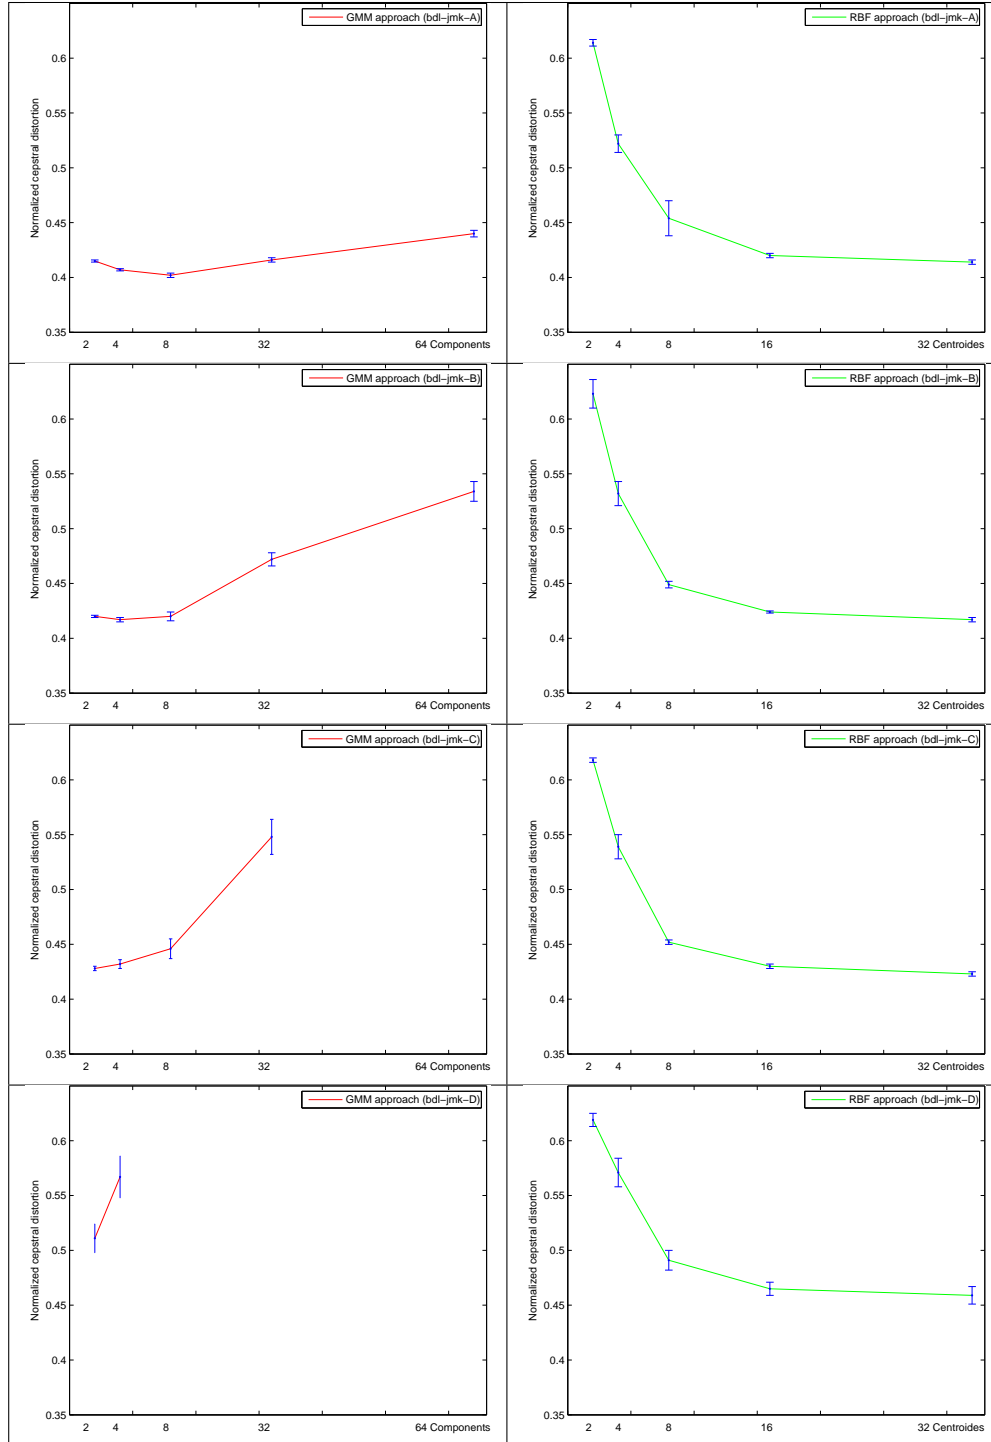 GMM approach (bdl-jmk-A)
Normalized cepstral distortion
0.6
0.55
0.5
0.45
0.4
0.35
2 4 8 32 64 Components
RBF approach (bdl-jmk-A)
Normalized cepstral distortion
0.6
0.55
0.5
0.45
0.4
0.35
2 4 8 16 32 Centroides
GMM approach (bdl-jmk-B)
Normalized cepstral distortion
0.6
0.55
0.5
0.45
0.4
0.35
2 4 8 32 64 Components
RBF approach (bdl-jmk-B)
Normalized cepstral distortion
0.6
0.55
0.5
0.45
0.4
0.35
2 4 8 16 32 Centroides
GMM approach (bdl-jmk-C)
Normalized cepstral distortion
0.6
0.55
0.5
0.45
0.4
0.35
2 4 8 32 64 Components
RBF approach (bdl-jmk-C)
Normalized cepstral distortion
0.6
0.55
0.5
0.45
0.4
0.35
2 4 8 16 32 Centroides
GMM approach (bdl-jmk-D)
Normalized cepstral distortion
0.6
0.55
0.5
0.45
0.4
0.35
2 4 8 32 64 Components
RBF approach (bdl-jmk-D)
Normalized cepstral distortion
0.6
0.55
0.5
0.45
0.4
0.35
2 4 8 16 32 Centroides